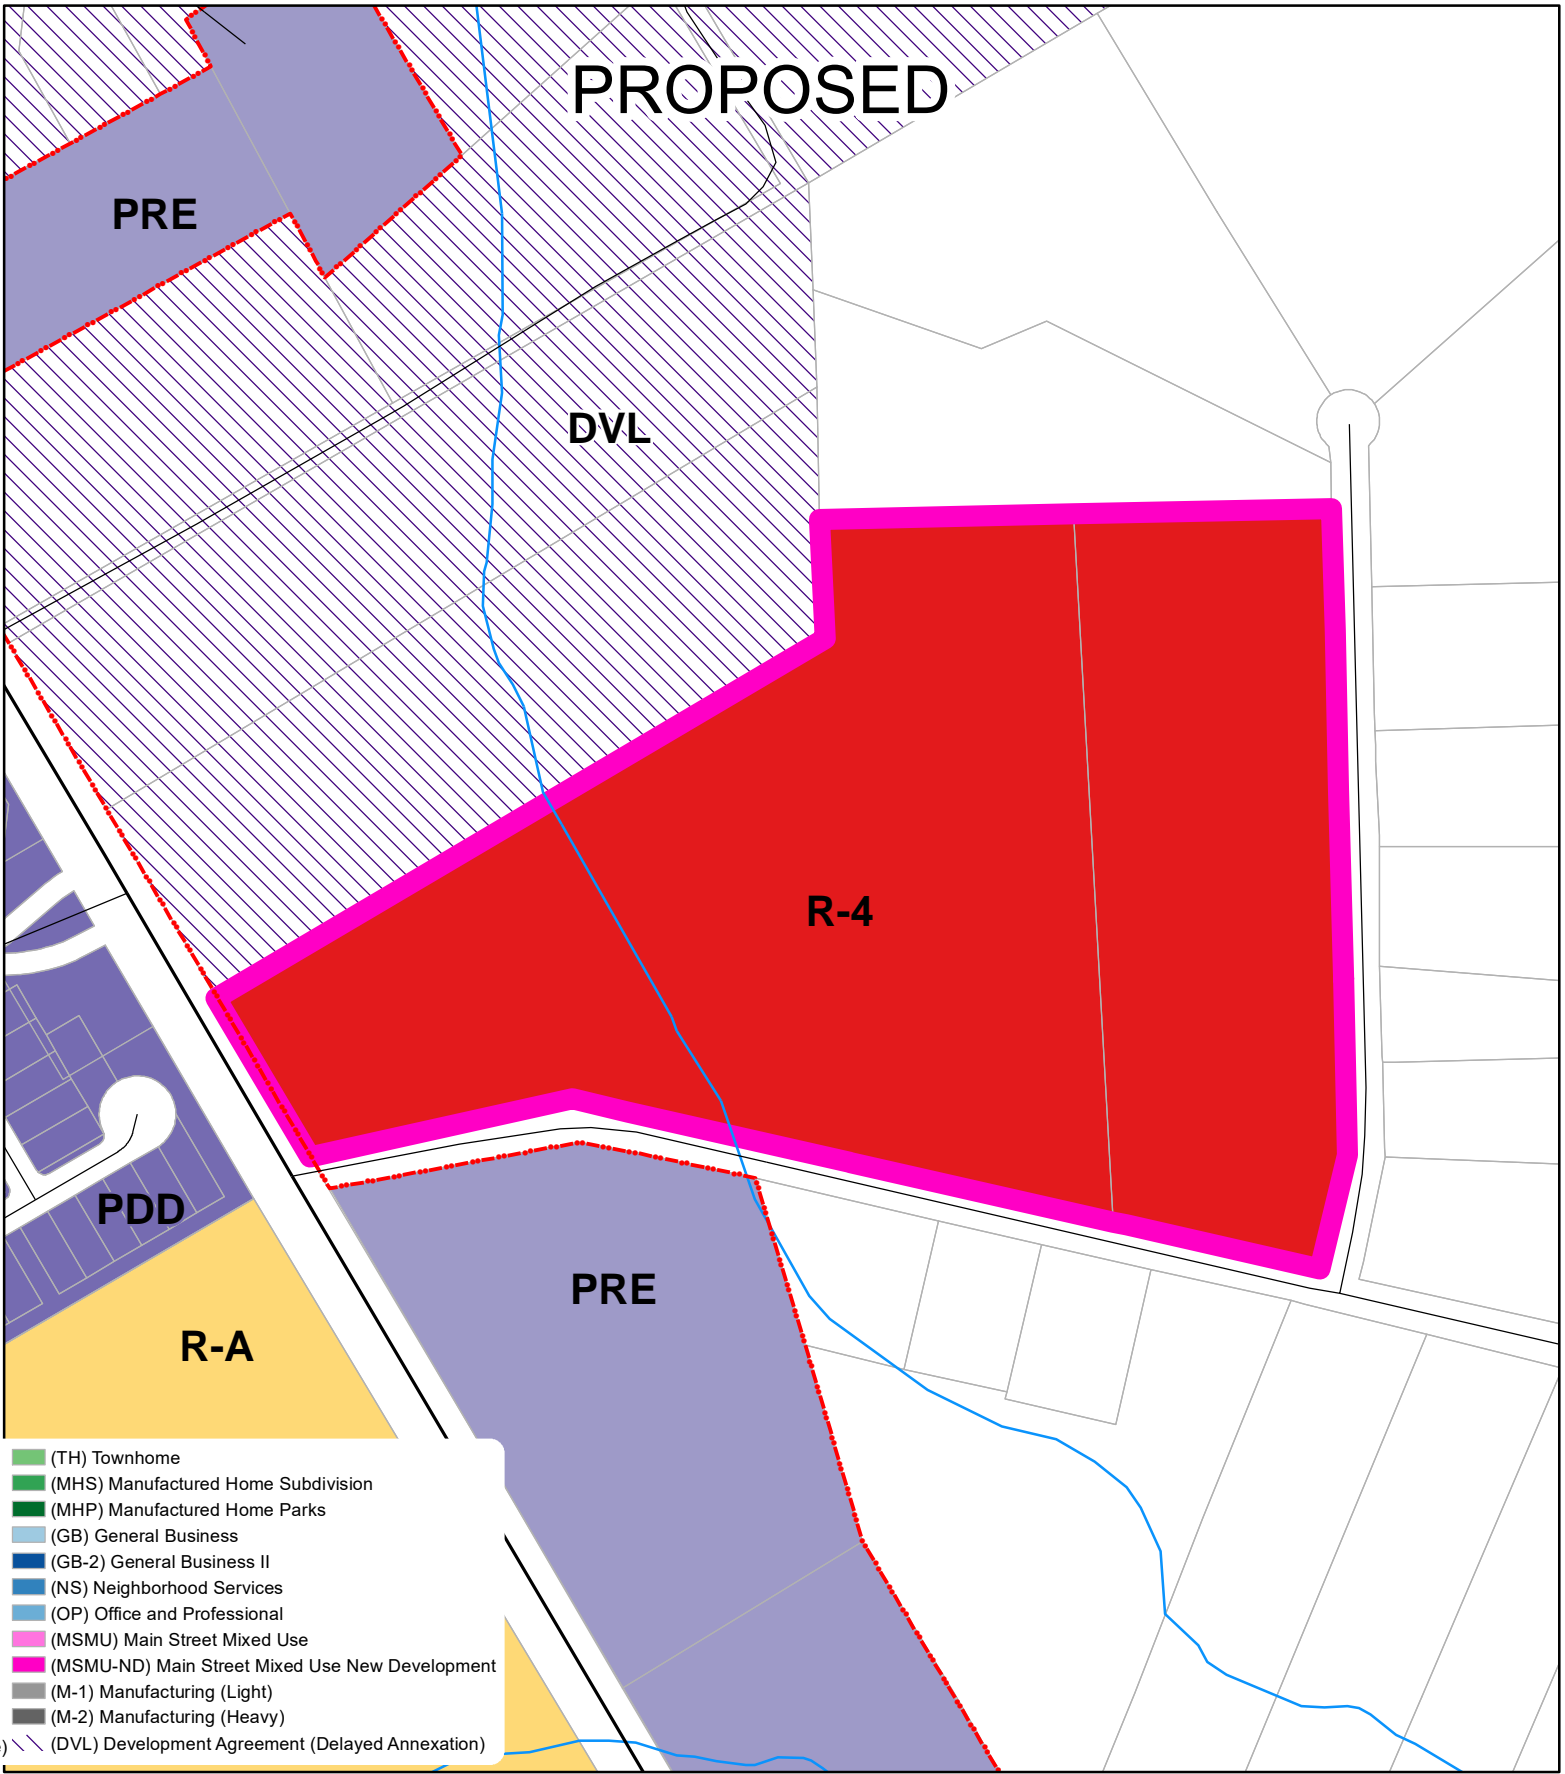 PROPOSED
PRE
DVL
R-4
PDD
PRE
R-A
(TH) Townhome
(MHS) Manufactured Home Subdivision
(MHP) Manufactured Home Parks
(GB) General Business
(GB-2) General Business II
(NS) Neighborhood Services
(OP) Office and Professional
(MSMU) Main Street Mixed Use
(MSMU-ND) Main Street Mixed Use New Development
(M-1) Manufacturing (Light)
(M-2) Manufacturing (Heavy)
(DVL) Development Agreement (Delayed Annexation)